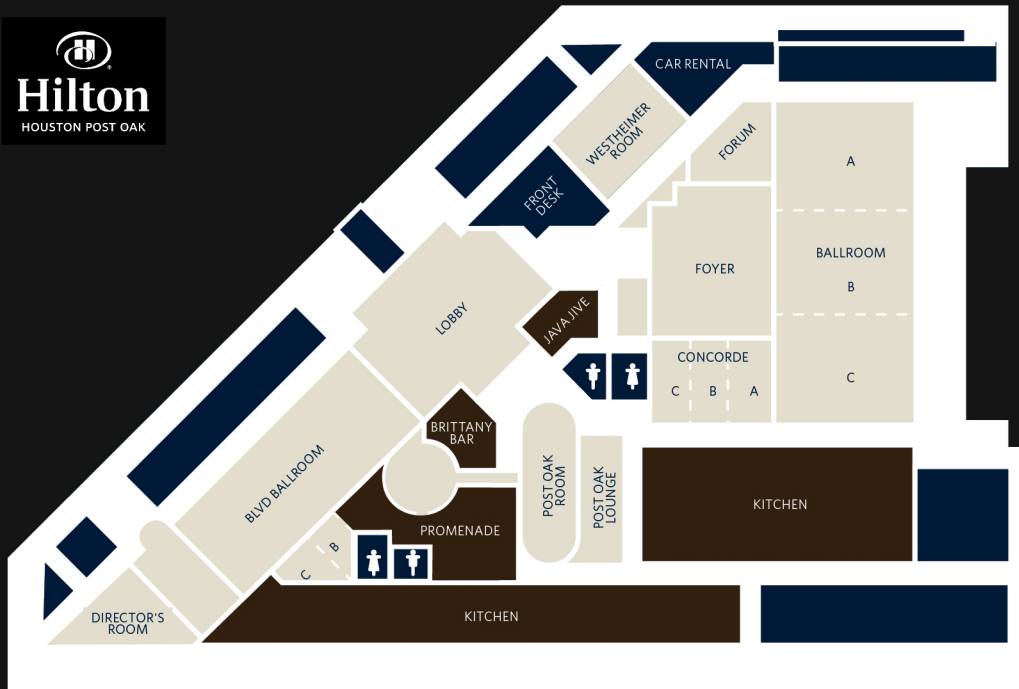 Hilton
HOUSTON POST OAK
CAR RENTAL
WESTHEIMER
ROOM
FORUM
A
FRONT
DESK
BALLROOM
B
FOYER
LOBBY
JAVA JIVE
CONCORDE
C B A
C
BRITTANY
BAR
BLVD BALLROOM
POST OAK
ROOM
POST OAK
LOUNGE
KITCHEN
PROMENADE
B
C
DIRECTOR'S
ROOM
KITCHEN